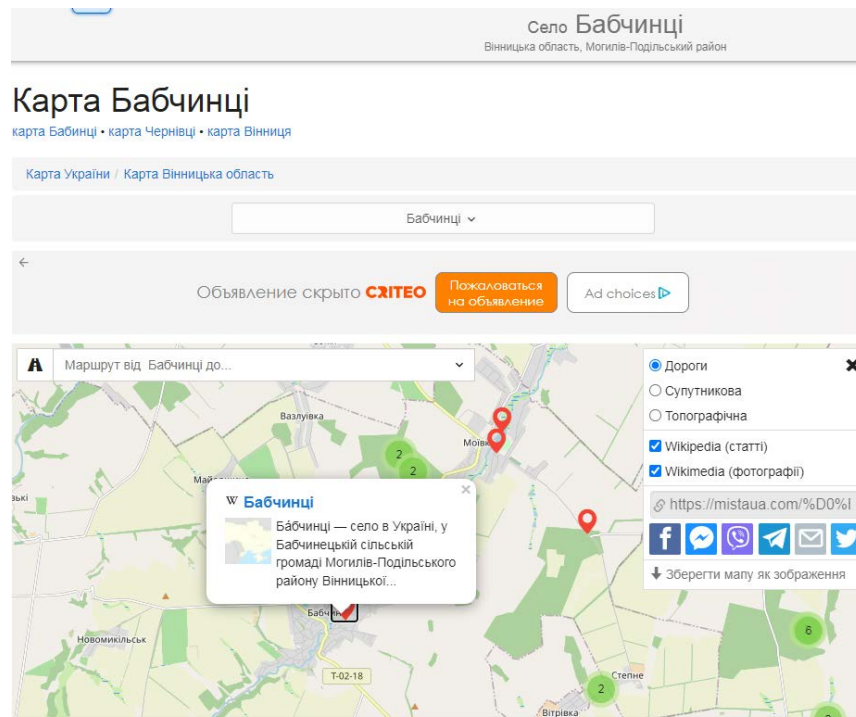 Село Бабчинці
Вінницька область, Могилів-Подільський район
Карта Бабчинці
карта Бабинці • карта Чернівці • карта Вінниця
Карта України / Карта Вінницька область
Бабчинці
Объявление скрыто CRITEO
Пожаловаться
на объявление
Ad choices
Маршрут від Бабчинці до...
Дороги
Супутникова
Топографічна
Wikipedia (статті)
Wikimedia (фотографії)
https://mistaua.com/%D0%
Зберегти мапу як зображення
Вазлуївка
2
2
W Бабчинці
Ба́бчинці — село в Україні, у
Бабчинецькій сільській
громаді Могилів-Подільського
району Вінницької...
Новомикільськ
Т-02-18
6
Степне
2
Вітрівка